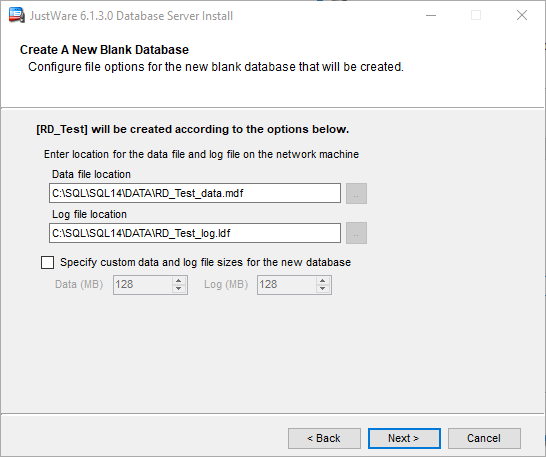 JustWare 6.1.3.0 Database Server Install
Create A New Blank Database
Configure file options for the new blank database that will be created.
[RD_Test] will be created according to the options below.
Enter location for the data file and log file on the network machine
Data file location
C:\SQL\SQL14\DATA\RD_Test_data.mdf
..
Log file location
C:\SQL\SQL14\DATA\RD_Test_log.ldf
..
Specify custom data and log file sizes for the new database
Data (MB) 128 Log (MB) 128
< Back Next > Cancel